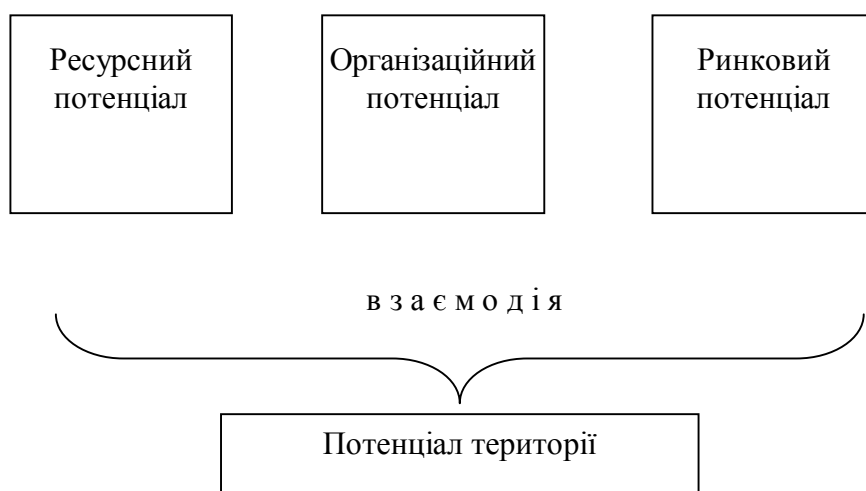 Ресурсний
потенціал
Організаційний
потенціал
Ринковий
потенціал
в з а є м о д і я
Потенціал території